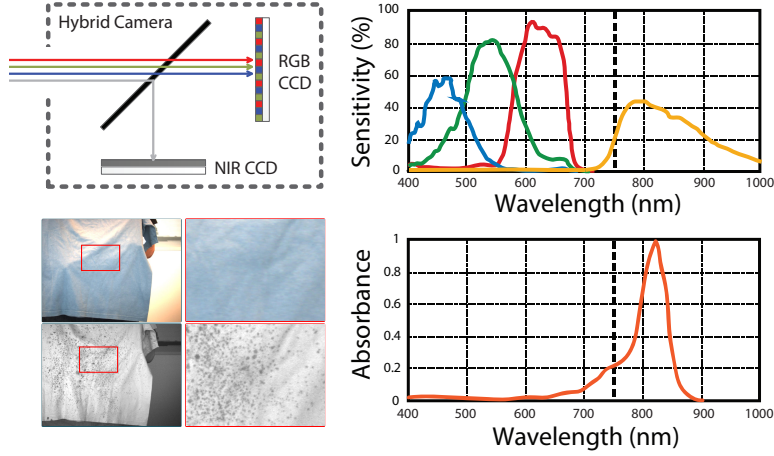 Hybrid Camera
RGB
CCD
NIR CCD
Sensitivity (%)
100
80
60
40
20
0
400 500 600 700 800 900 1000
Wavelength (nm)
Absorbance
1
0.8
0.6
0.4
0.2
0
400 500 600 700 800 900 1000
Wavelength (nm)